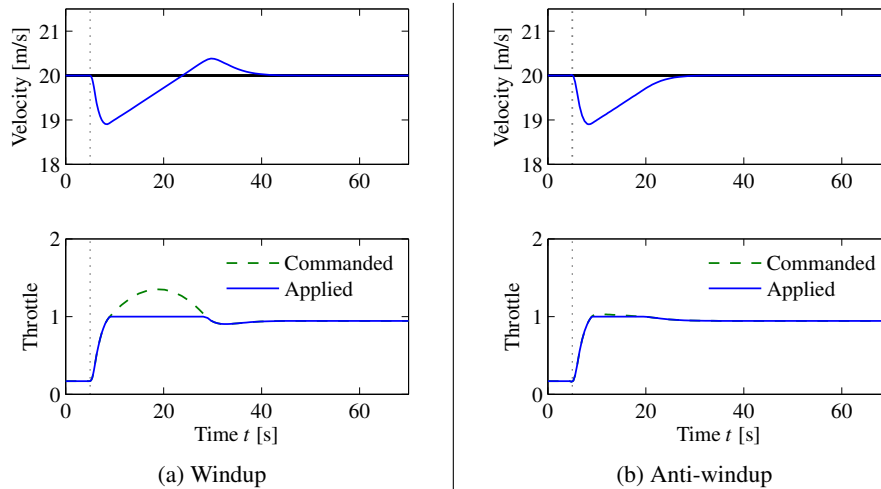 21
20
19
18
0 20 40 60
Velocity [m/s]
2
1
0
0 20 40 60
Throttle
Commanded
Applied
Time t [s]
(a) Windup
21
20
19
18
0 20 40 60
Velocity [m/s]
2
1
0
0 20 40 60
Throttle
Commanded
Applied
Time t [s]
(b) Anti-windup